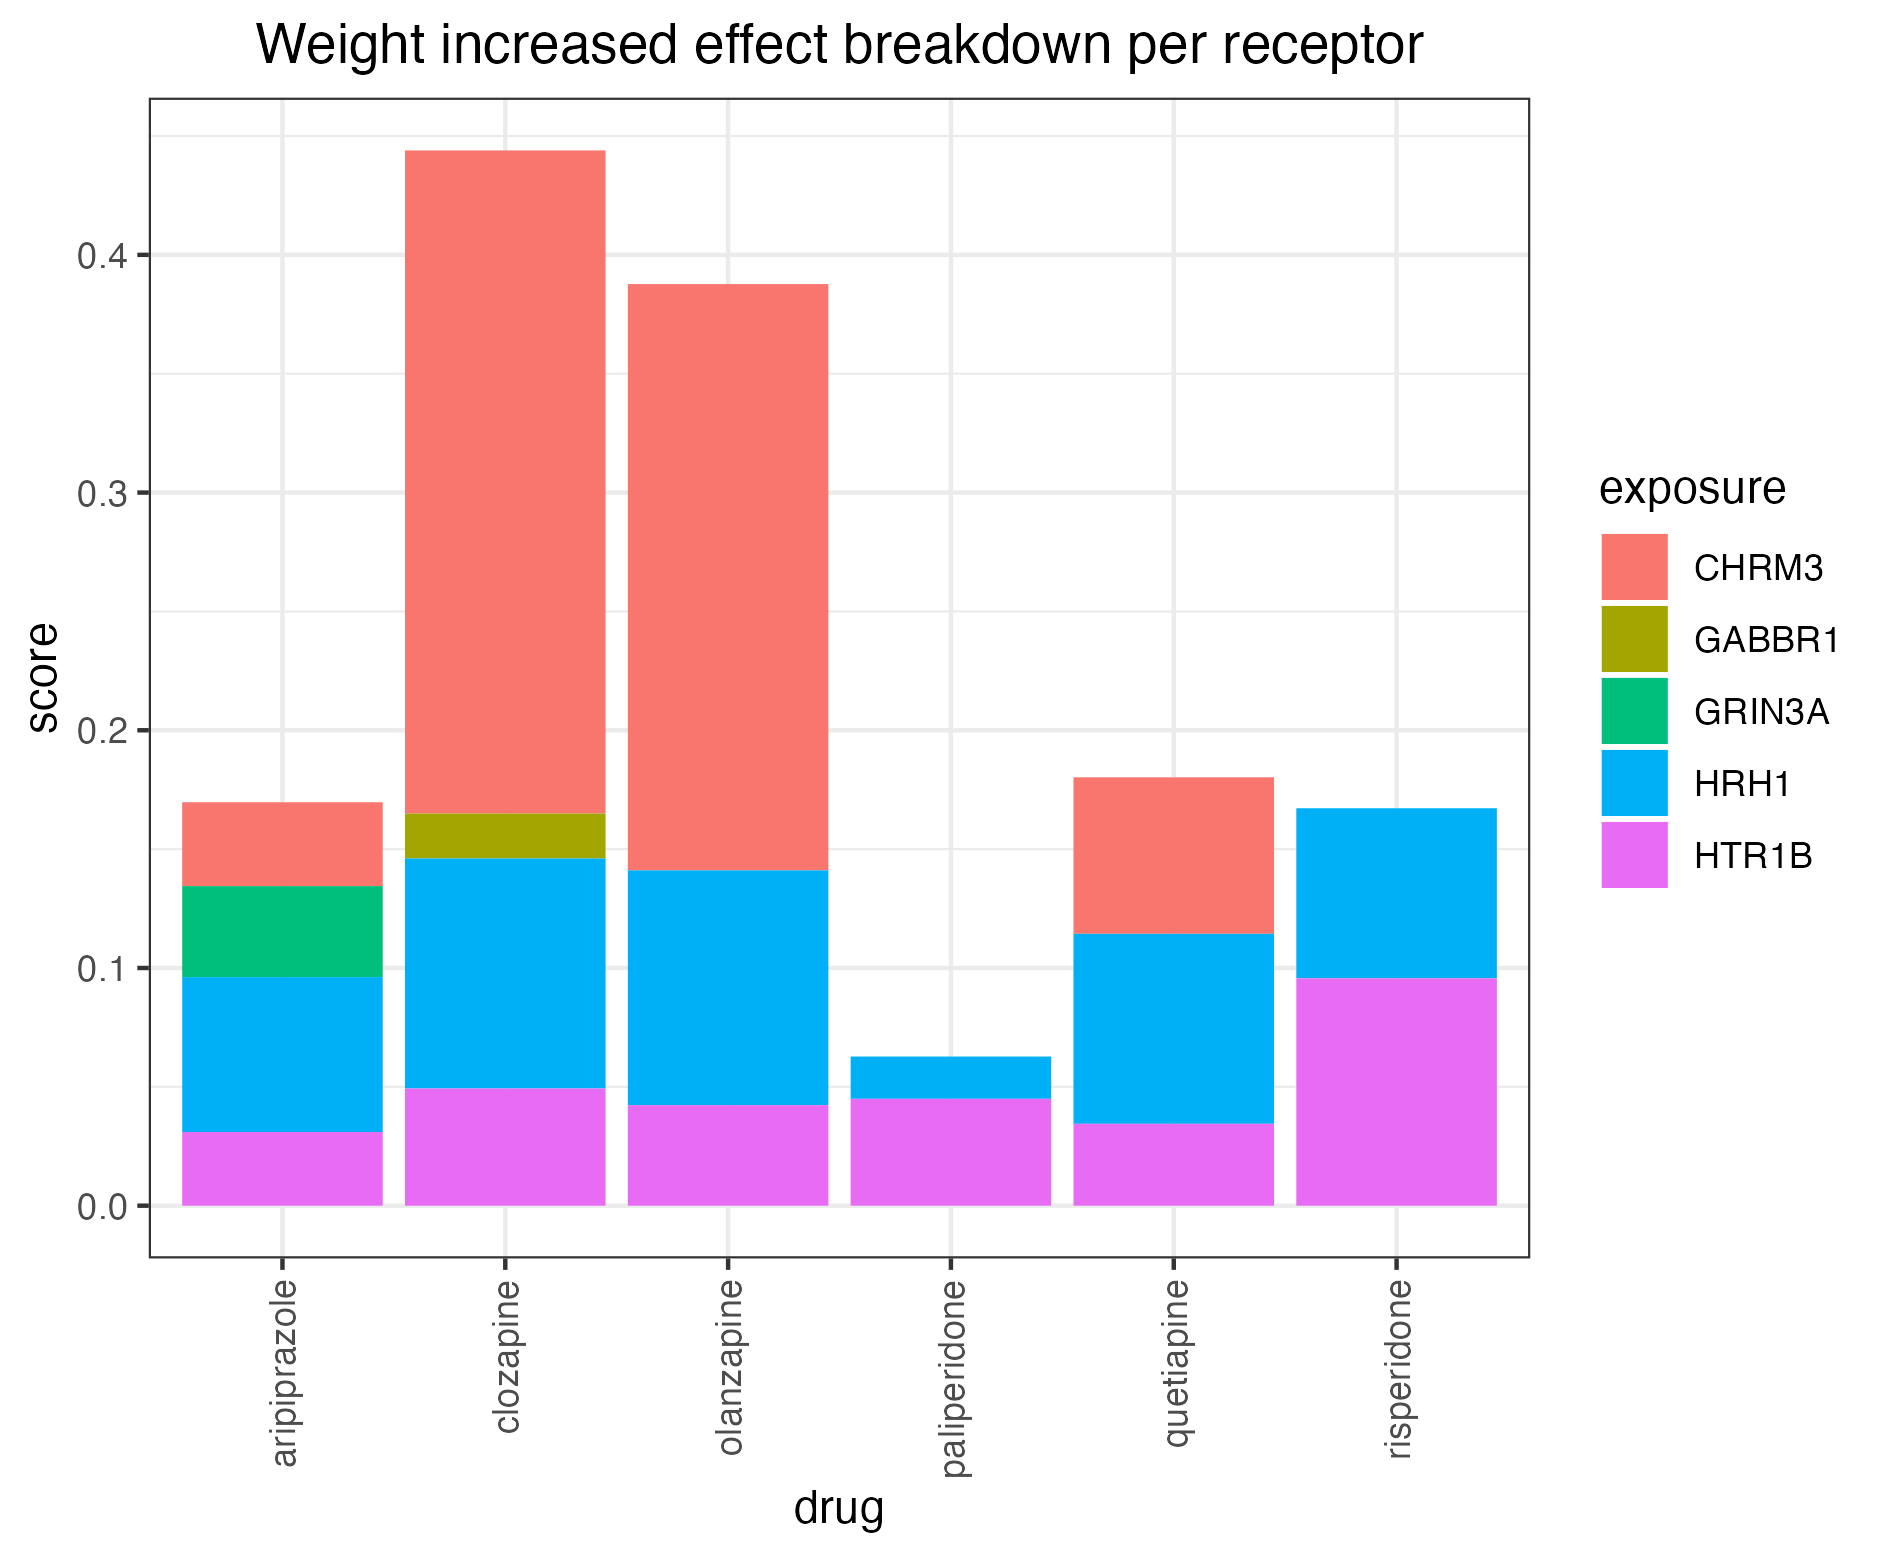 Weight increased effect breakdown per receptor
score
0.4
0.3
0.2
0.1
0.0
aripiprazole
clozapine
olanzapine
paliperidone
quetiapine
risperidone
drug
exposure
CHRM3
GABBR1
GRIN3A
HRH1
HTR1B